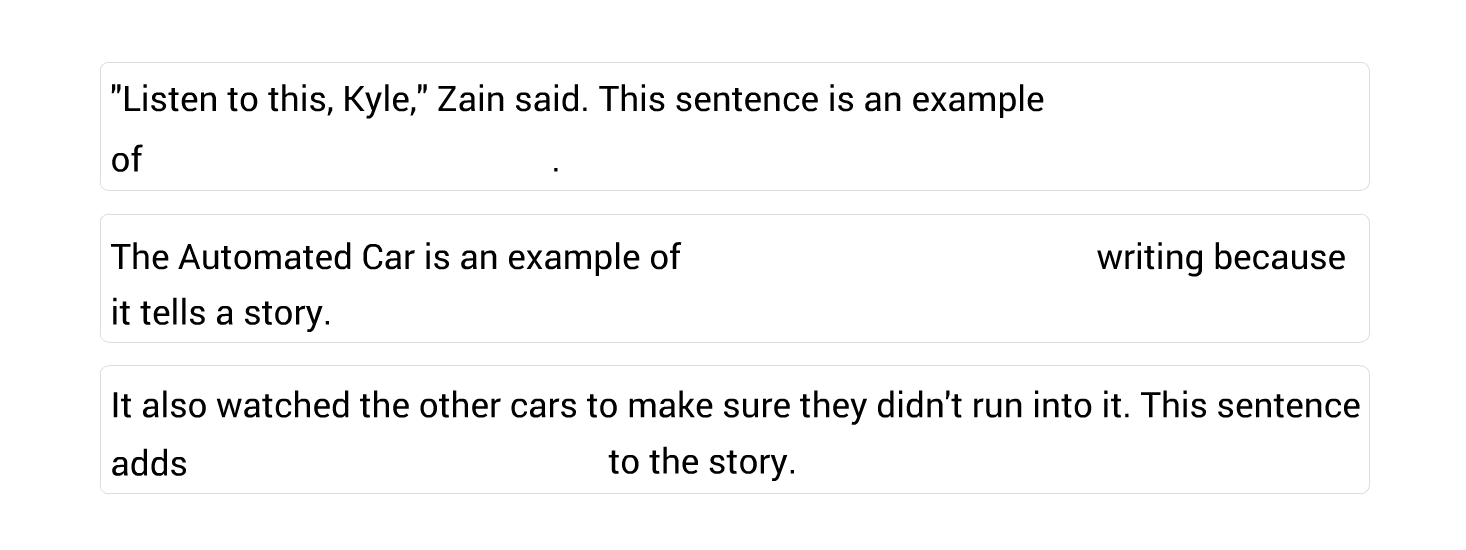 "Listen to this, Kyle," Zain said. This sentence is an example
of .
The Automated Car is an example of writing because
it tells a story.
It also watched the other cars to make sure they didn't run into it. This sentence
adds to the story.